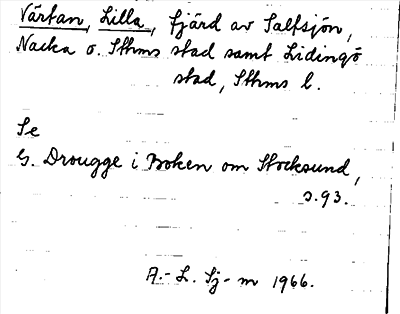 Värtan, Lilla, fjärd av Saltsjön,
Nacka o. Sthms stad samt Lidingö
stad, Sthms l.
Se
G. Drougge i Boken om Stocksund,
s. 93.
A.-L. Sj-m 1966.